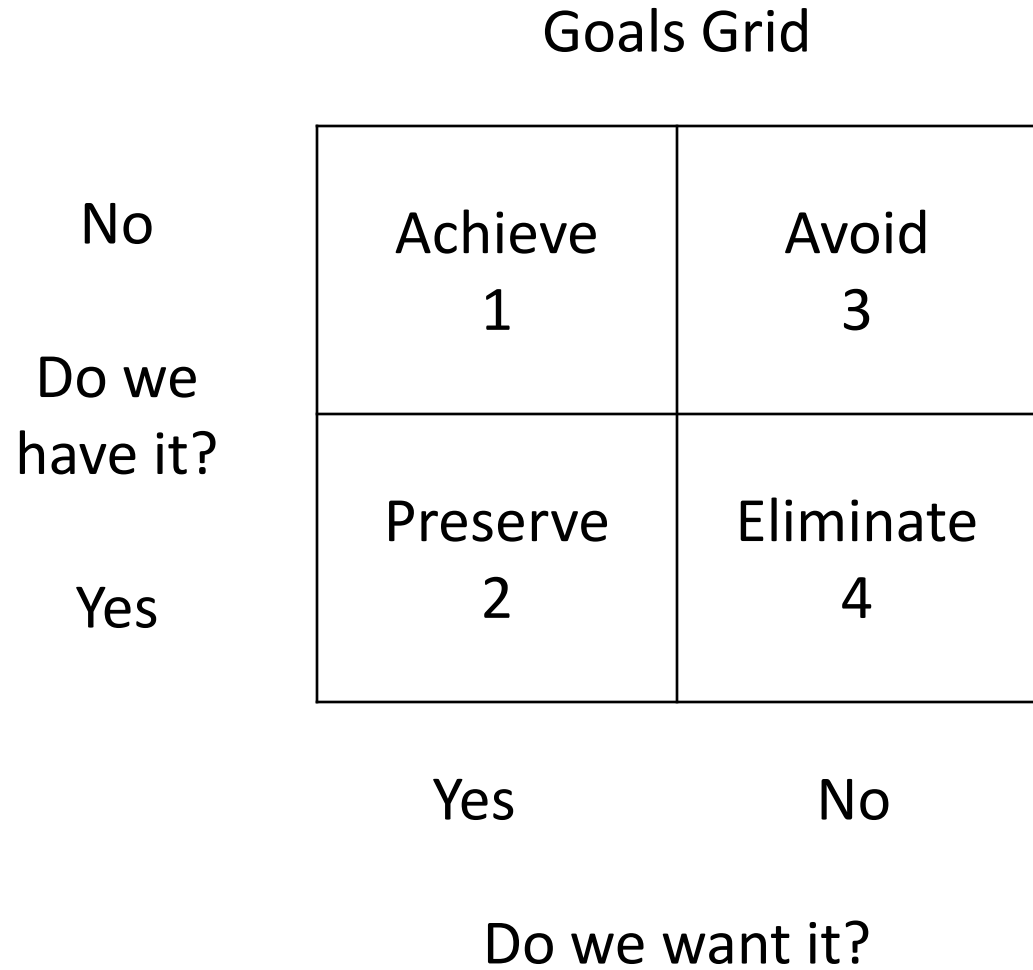 Goals Grid
No
Achieve
1
Avoid
3
Do we
have it?
Preserve
2
Eliminate
4
Yes
Yes
No
Do we want it?